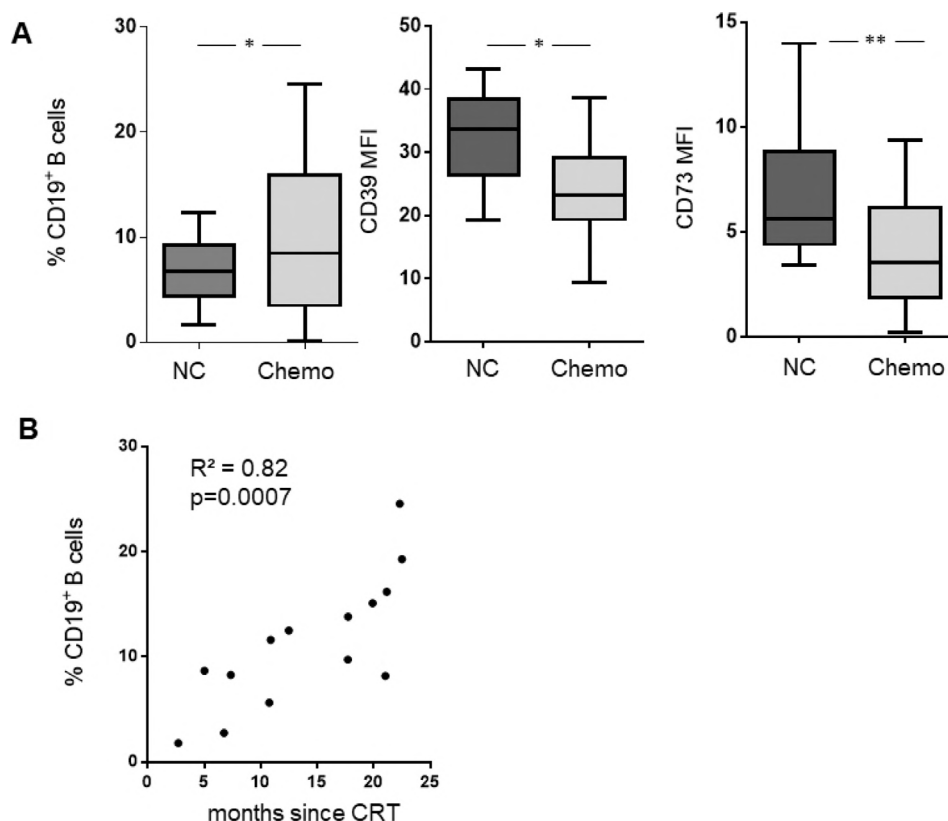 A
% CD19⁺ B cells
30
20
10
0
*
NC Chemo
CD39 MFI
50
40
30
20
10
0
*
NC Chemo
CD73 MFI
15
10
5
0
**
NC Chemo
B
% CD19⁺ B cells
30
20
10
0
R² = 0.82
p=0.0007
0 5 10 15 20 25
months since CRT